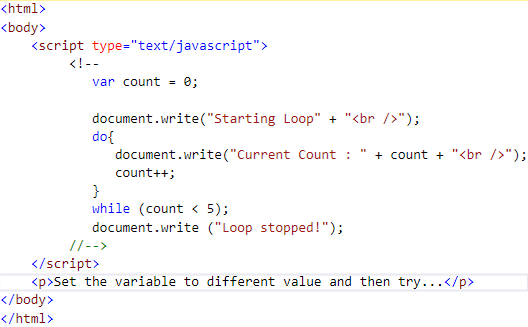 <html>
<body>
<script type="text/javascript">
<!--
var count = 0;
document.write("Starting Loop" + "<br />");
do{
document.write("Current Count : " + count + "<br />");
count++;
}
while (count < 5);
document.write ("Loop stopped!");
//-->
</script>
<p>Set the variable to different value and then try...</p>
</body>
</html>